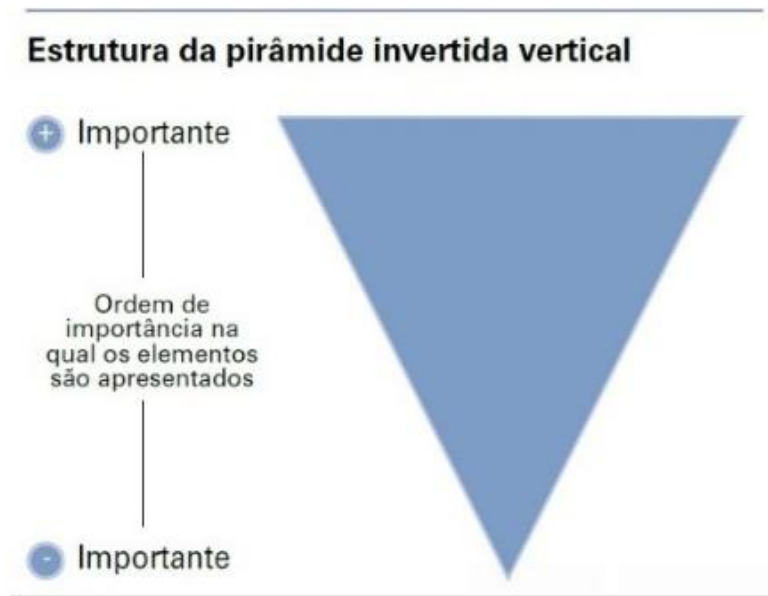 Estrutura da pirâmide invertida vertical
+ Importante
Ordem de
importância na
qual os elementos
são apresentados
- Importante